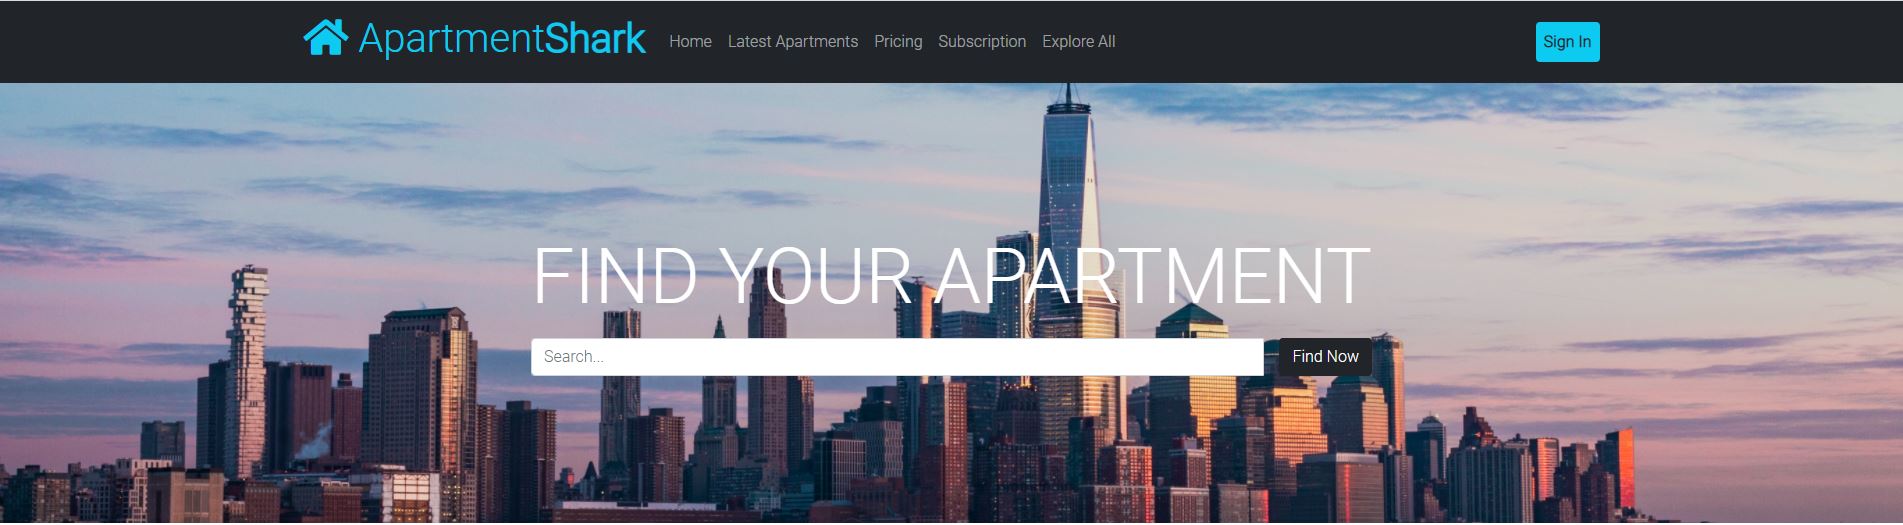 ApartmentShark Home Latest Apartments Pricing Subscription Explore All Sign In
FIND YOUR APARTMENT
Search... Find Now